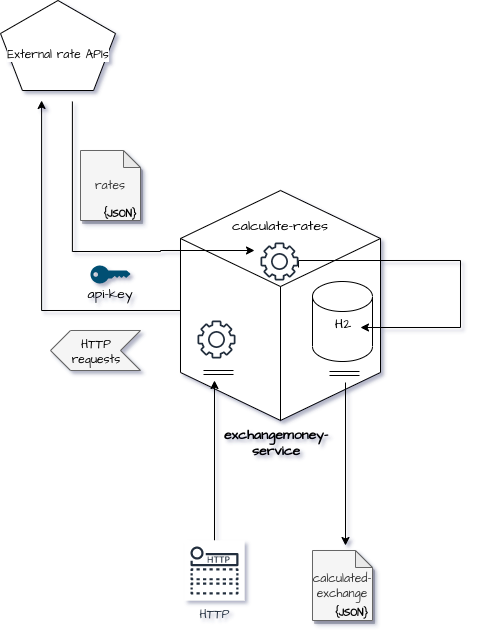 External rate APIs
rates
{JSON}
calculate-rates
api-key
H2
HTTP
requests
exchangemoney-
service
HTTP
HTTP
calculated-
exchange
{JSON}